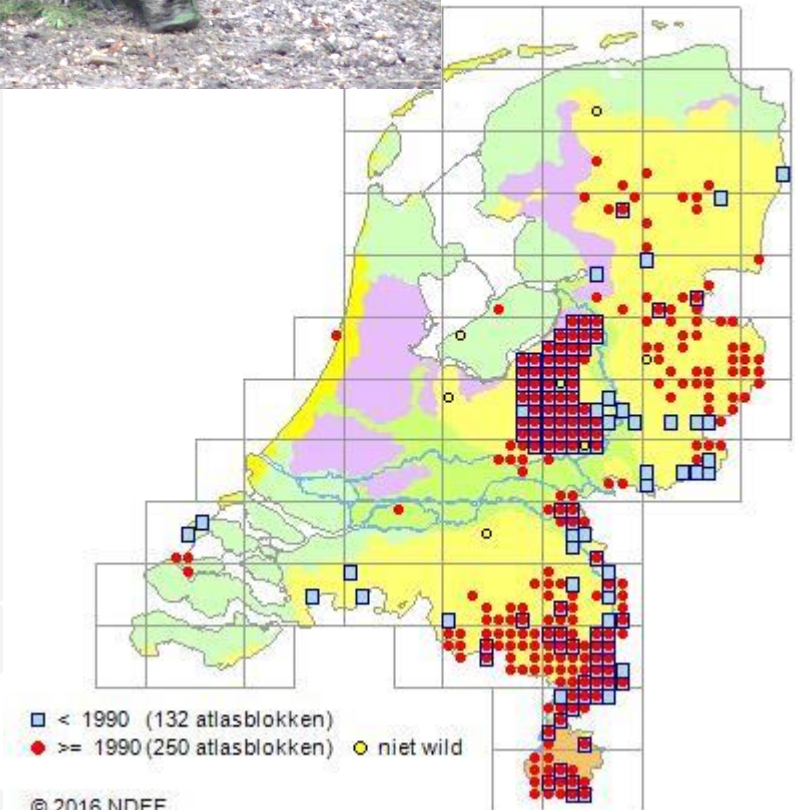 < 1990 (132 atlasblokken)
>= 1990 (250 atlasblokken) niet wild
© 2016 NDFF